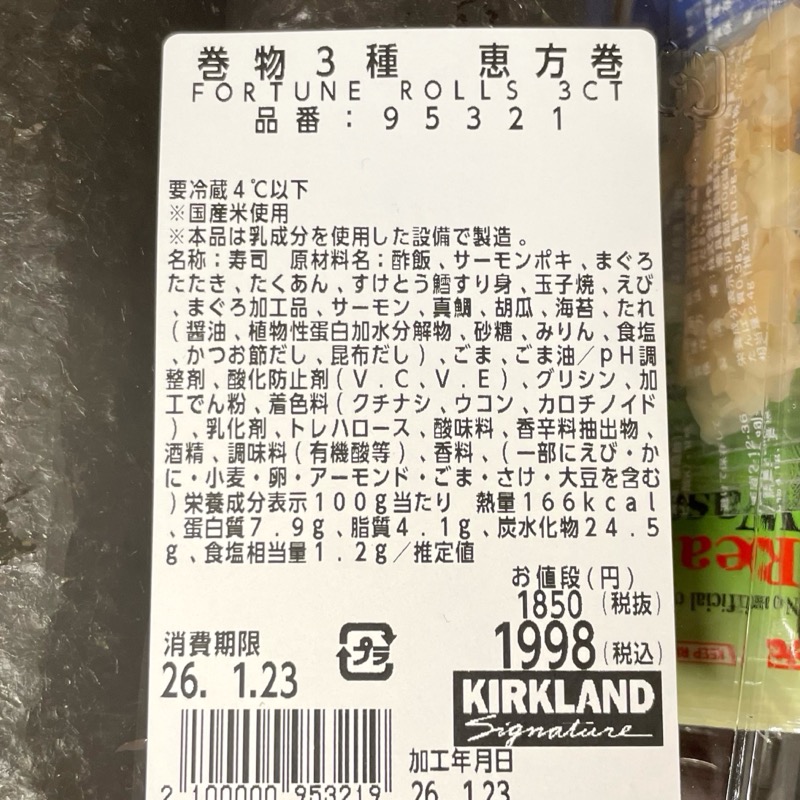 巻物3種 恵方巻
FORTUNE ROLLS 3CT
品番：95321
要冷蔵4℃以下
※国産米使用
※本品は乳成分を使用した設備で製造。
名称：寿司 原材料名：酢飯、サーモンポキ、まぐろ
たたき、たくあん、すけとう鱈すり身、玉子焼、えび
、まぐろ加工品、サーモン、真鯛、胡瓜、海苔、たれ
(醤油、植物性蛋白加水分解物、砂糖、みりん、食塩
、かつお節だし、昆布だし)、ごま、ごま油/pH調
整剤、酸化防止剤(V.C、V.E)、グリシン、加
工でん粉、着色料(クチナシ、ウコン、カロチノイド
)、乳化剤、トレハロース、酸味料、香辛料抽出物、
酒精、調味料(有機酸等)、香料、(一部にえび・か
に・小麦・卵・アーモンド・ごま・さけ・大豆を含む
)栄養成分表示100g当たり 熱量166kcal
、蛋白質7.9g、脂質4.1g、炭水化物24.5
g、食塩相当量1.2g/推定値
お値段(円)
1850(税抜)
消費期限
1998(税込)
26. 1.23
プラ
KIRKLAND
Signature
加工年月日
2 100000 953219
26 1.23
Rea